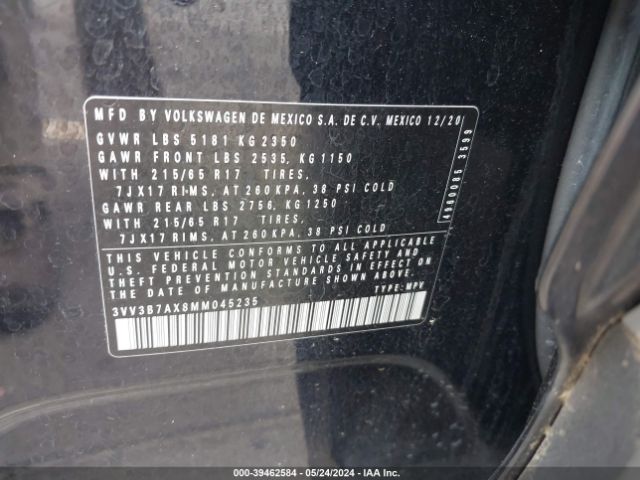 MFD BY VOLKSWAGEN DE MEXICO S.A. DE C.V. MEXICO 12/20
GVWR LBS 5181 KG 2350
GAWR FRONT LBS 2535, KG 1150
WITH 215/65 R17 TIRES,
7JX17 RIMS, AT 260 KPA, 38 PSI COLD
GAWR REAR LBS 2756, KG 1250
WITH 215/65 R17 TIRES,
7JX17 RIMS, AT 260 KPA, 38 PSI COLD
THIS VEHICLE CONFORMS TO ALL APPLICABLE
U.S. FEDERAL MOTOR VEHICLE SAFETY AND
THEFT PREVENTION STANDARDS IN EFFECT ON
THE DATE OF MANUFACTURE SHOWN ABOVE.
3VV3B7AX8MM045235 TYPE: MPV
4980085 3599
000-39462584 - 05/24/2024 - IAA Inc.